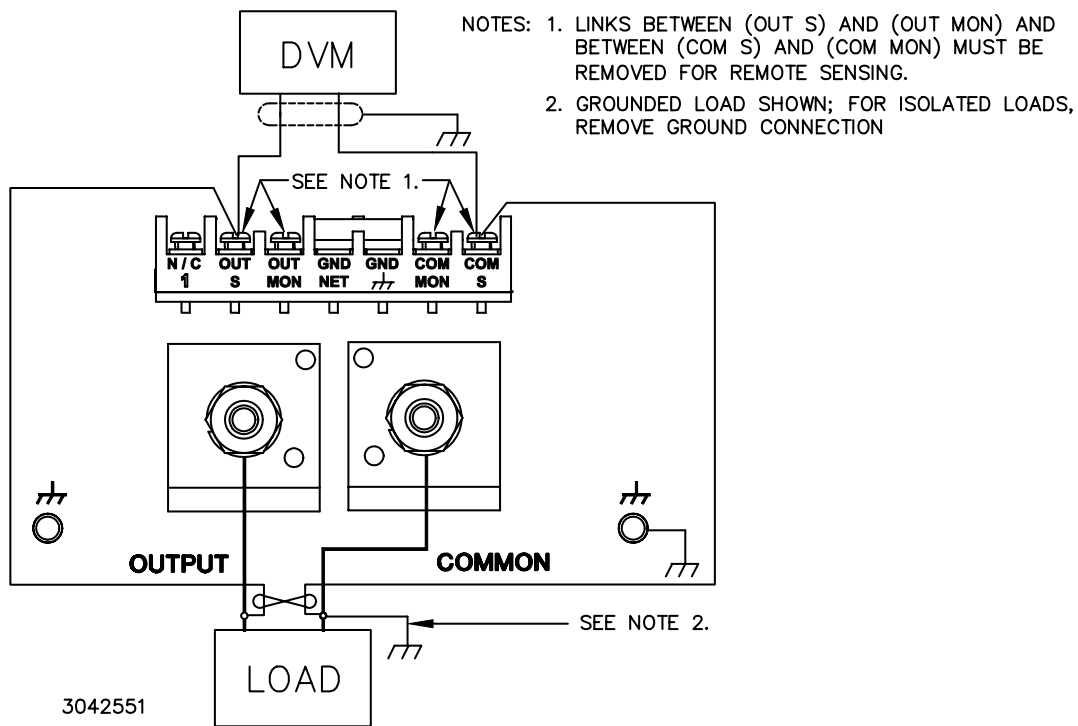 DVM
NOTES: 1. LINKS BETWEEN (OUT S) AND (OUT MON) AND
BETWEEN (COM S) AND (COM MON) MUST BE
REMOVED FOR REMOTE SENSING.
2. GROUNDED LOAD SHOWN; FOR ISOLATED LOADS,
REMOVE GROUND CONNECTION
SEE NOTE 1.
N / C OUT OUT GND GND COM COM
1 S MON NET MON S
OUTPUT COMMON
SEE NOTE 2.
LOAD
3042551